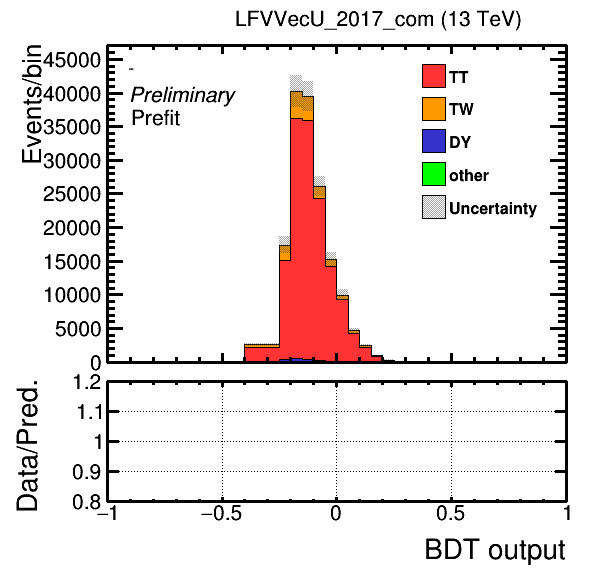 LFVVecU_2017_com (13 TeV)
Events/bin
45000
40000
35000
30000
25000
20000
15000
10000
5000
0
-
Preliminary
Prefit
TT
TW
DY
other
Uncertainty
Data/Pred.
1.2
1.1
1
0.9
0.8
−1
−0.5
0
0.5
1
BDT output